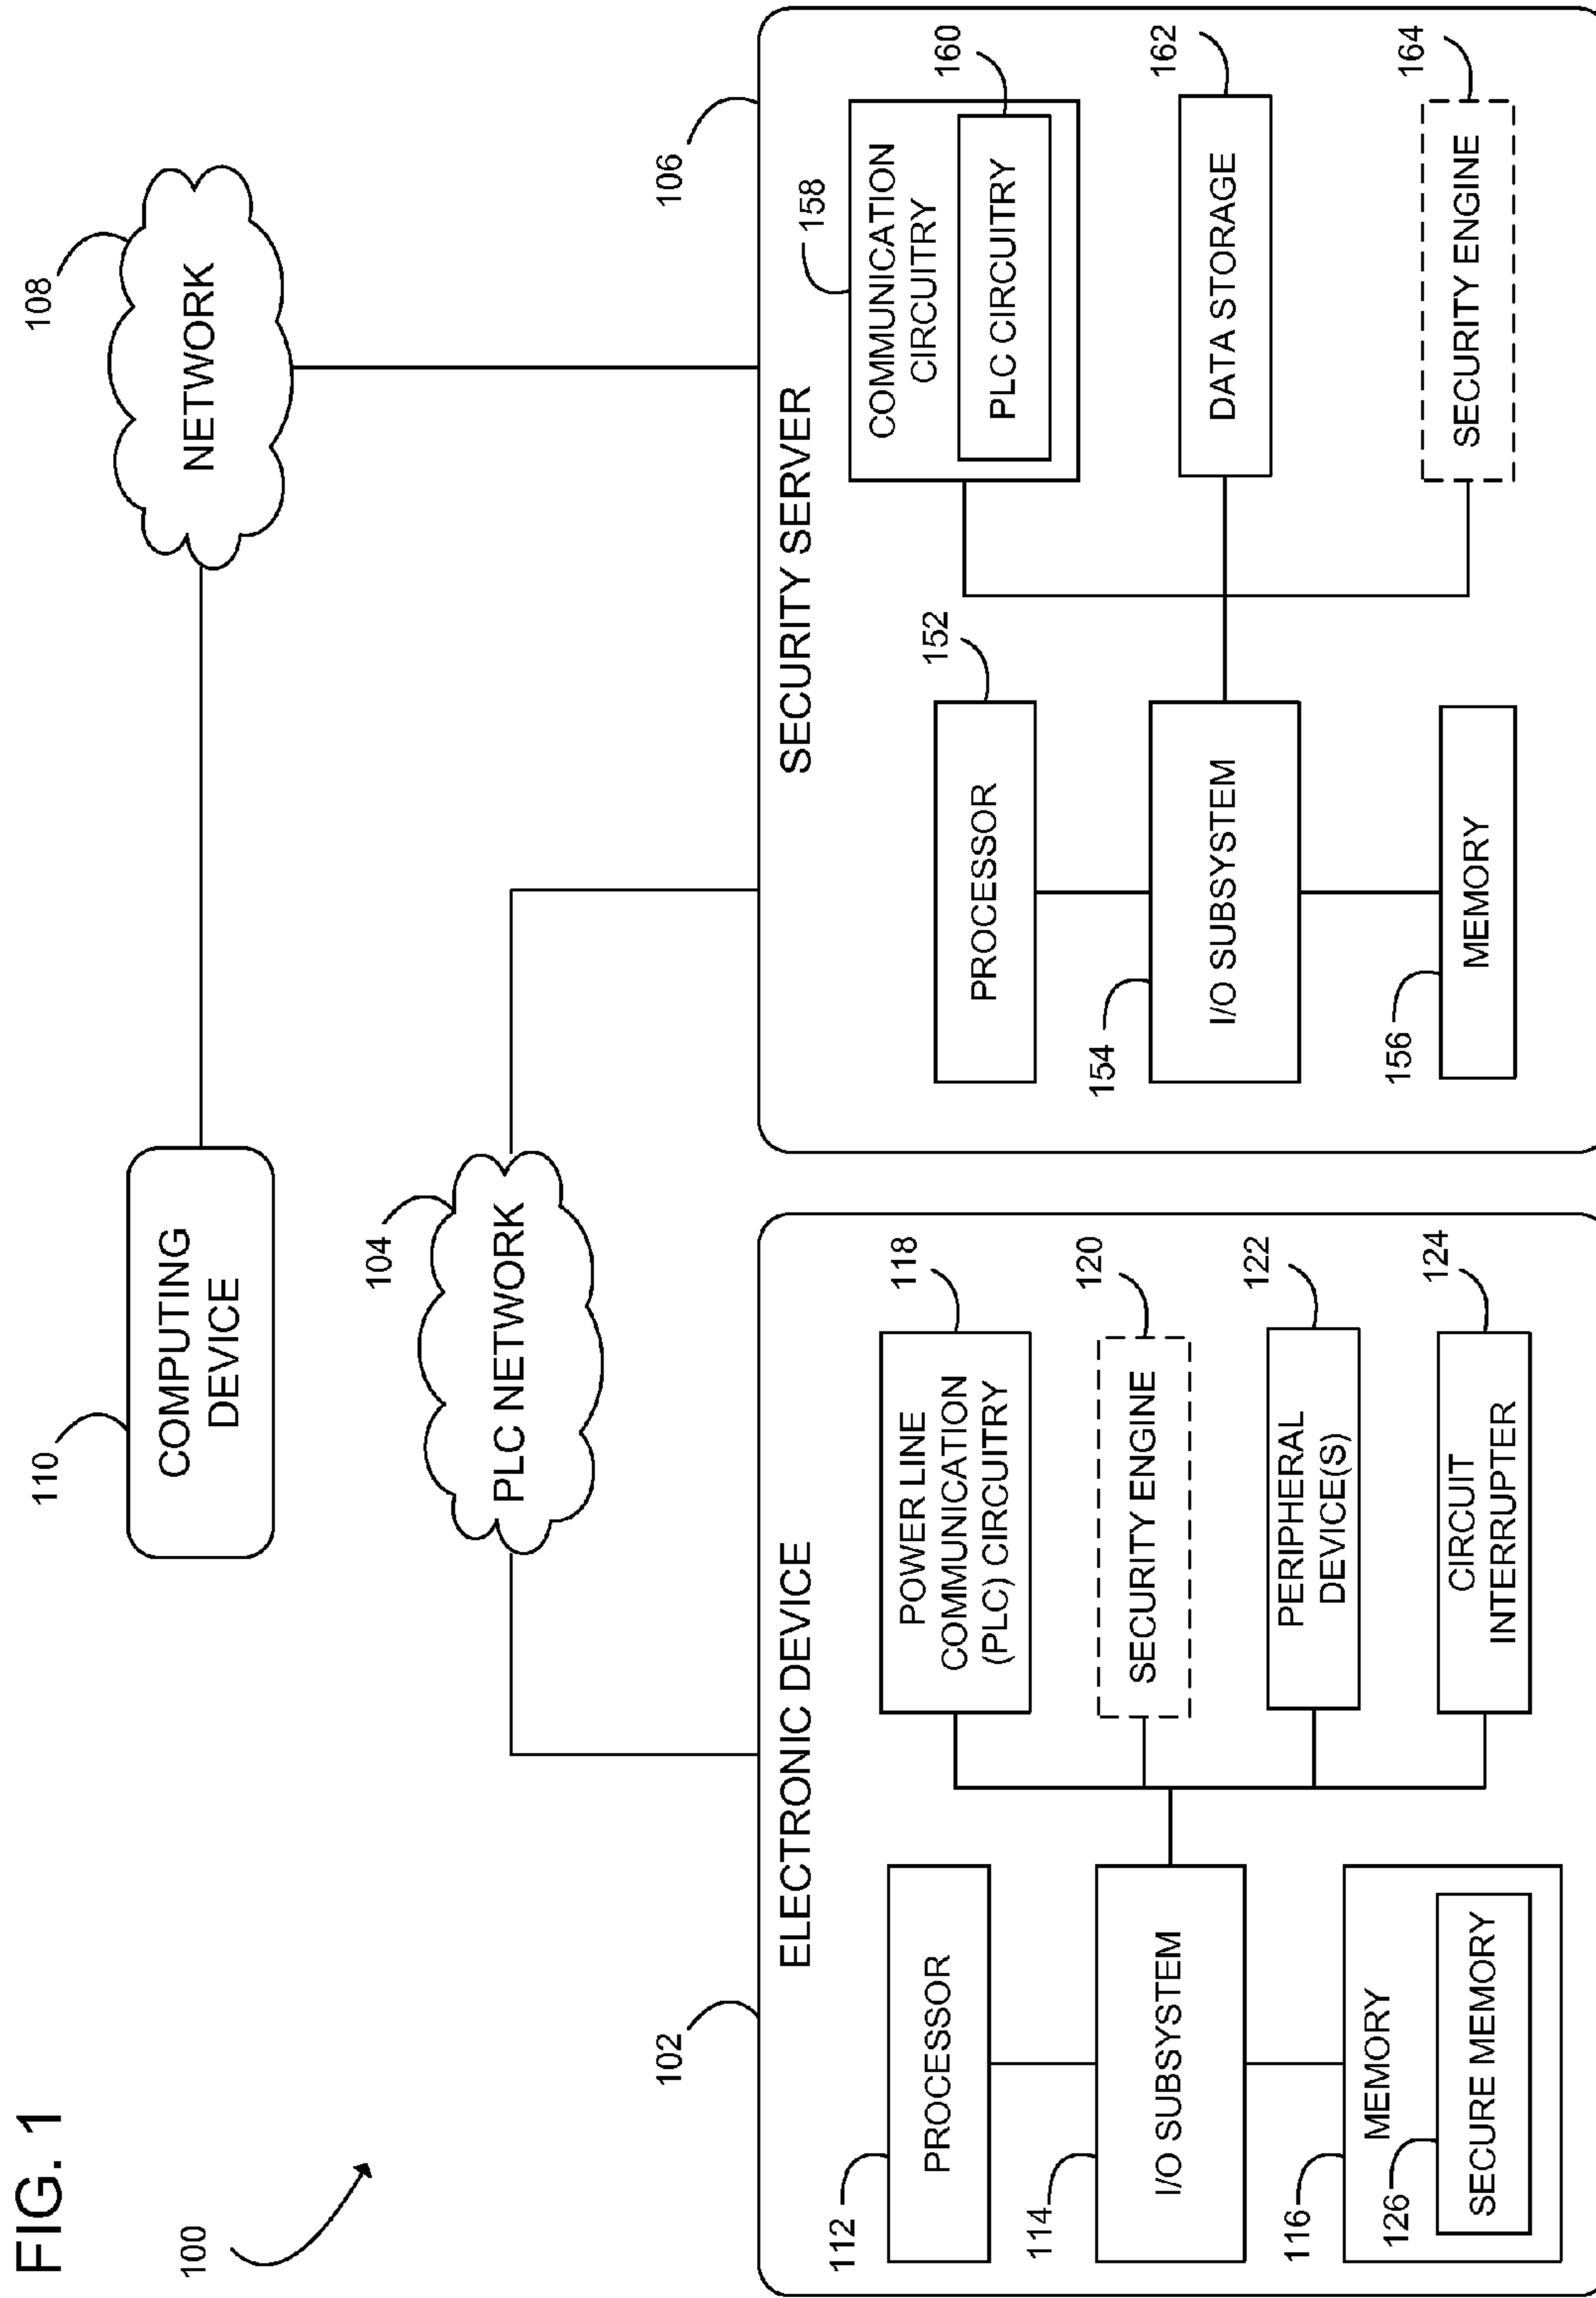 FIG. 1
100
110
COMPUTING
DEVICE
108
NETWORK
104
PLC NETWORK
102
ELECTRONIC DEVICE
112
PROCESSOR
114
I/O SUBSYSTEM
116
MEMORY
126
SECURE MEMORY
POWER LINE
COMMUNICATION
(PLC) CIRCUITRY
118
SECURITY ENGINE
120
PERIPHERAL
DEVICE(S)
122
CIRCUIT
INTERRUPTER
124
106
SECURITY SERVER
PROCESSOR
152
154
I/O SUBSYSTEM
156
MEMORY
158
COMMUNICATION
CIRCUITRY
PLC CIRCUITRY
160
DATA STORAGE
162
SECURITY ENGINE
164